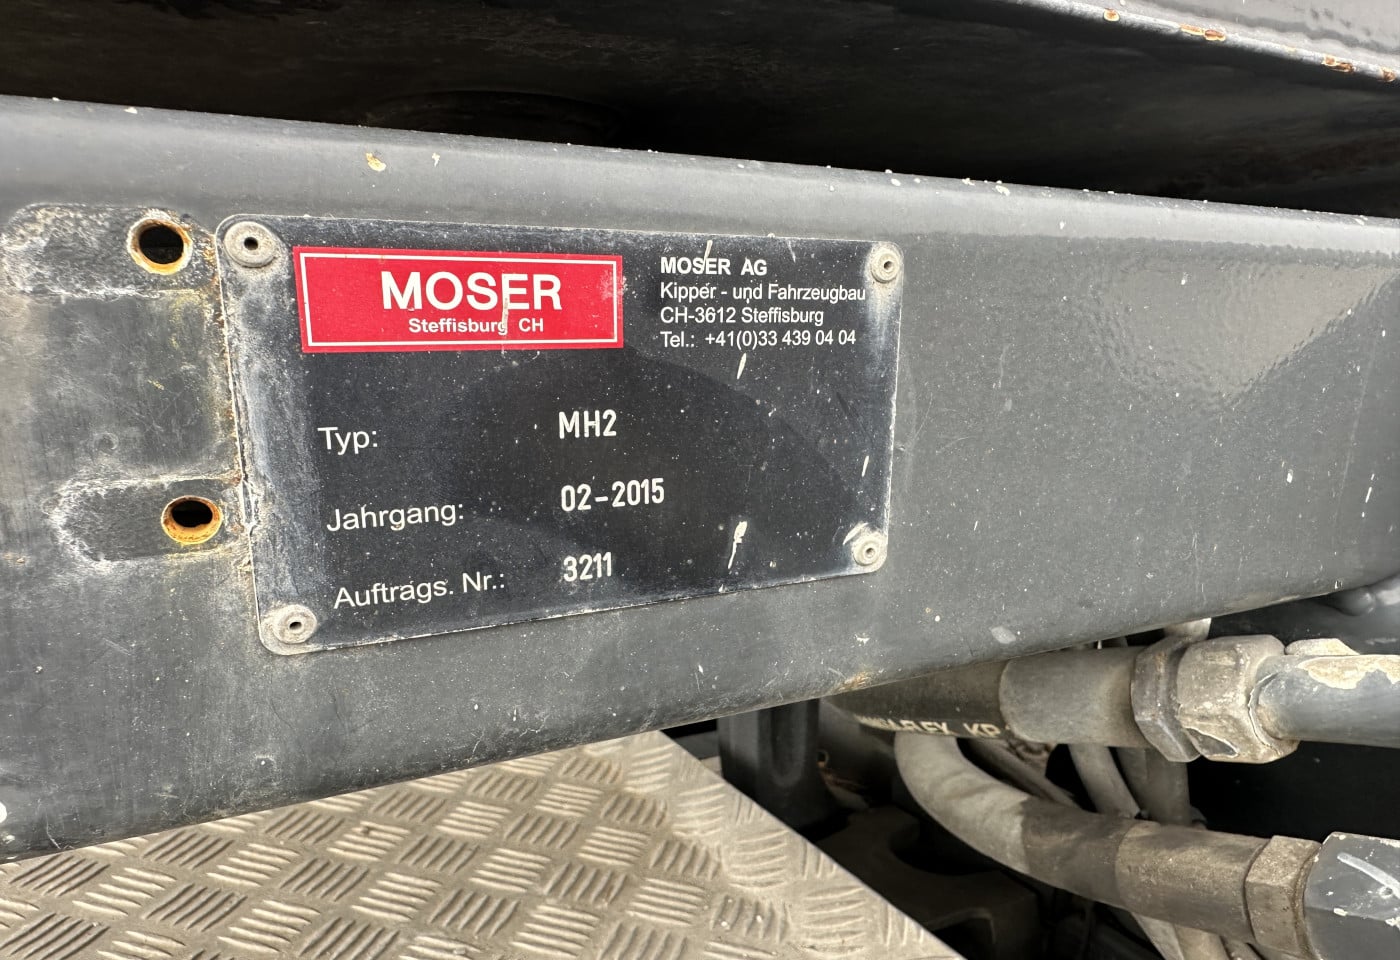 MOSER
Steffisburg CH
MOSER AG
Kipper - und Fahrzeugbau
CH-3612 Steffisburg
Tel.: +41(0)33 439 04 04
Typ: MH2
Jahrgang: 02-2015
Auftrags. Nr.: 3211